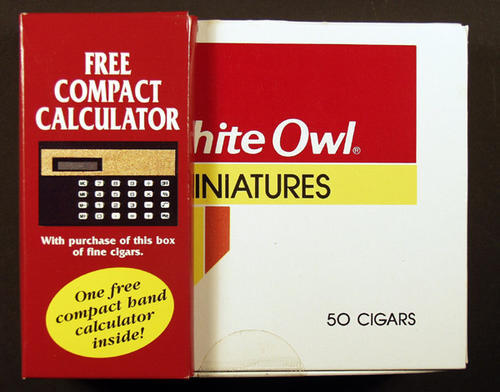 FREE
COMPACT
CALCULATOR
With purchase of this box
of fine cigars.
One free
compact hand
calculator
inside!
hite Owl®
INIATURES
50 CIGARS